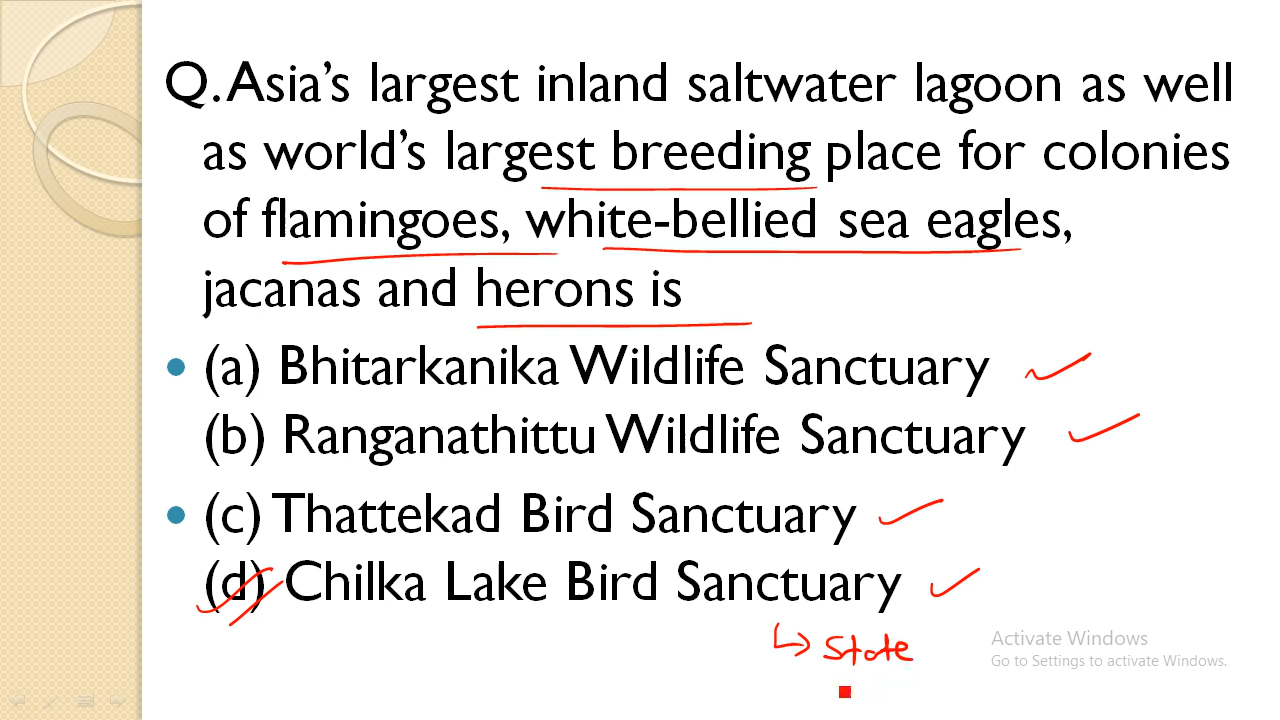 Q. Asia's largest inland saltwater lagoon as well
as world's largest breeding place for colonies
of flamingoes, white-bellied sea eagles,
jacanas and herons is
• (a) Bhitarkanika Wildlife Sanctuary
(b) Ranganathittu Wildlife Sanctuary
• (c) Thattekad Bird Sanctuary
(d) Chilka Lake Bird Sanctuary
↳ State
Activate Windows
Go to Settings to activate Windows.